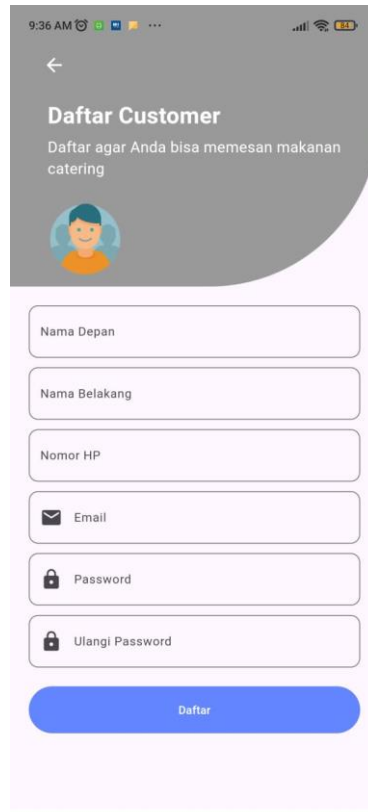 9:36 AM
84
Daftar Customer
Daftar agar Anda bisa memesan makanan
catering
Nama Depan
Nama Belakang
Nomor HP
Email
Password
Ulangi Password
Daftar